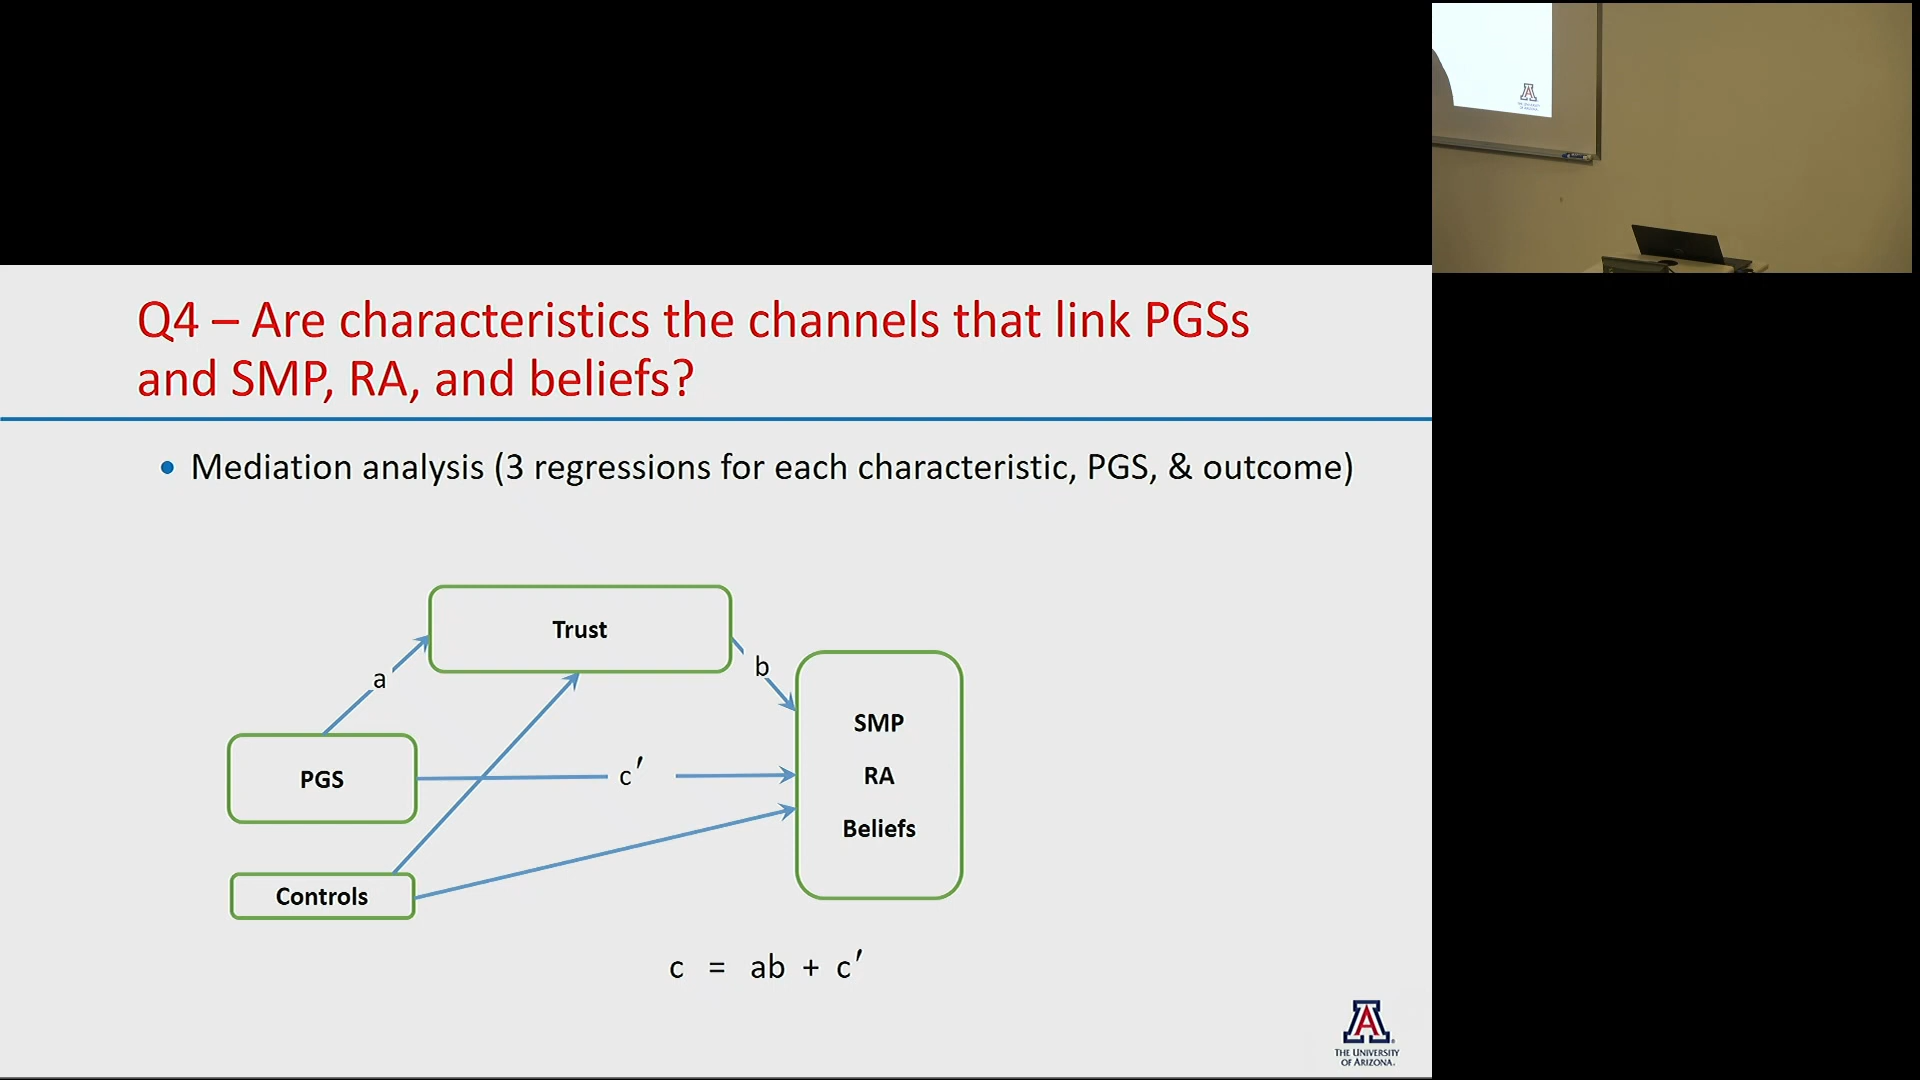 Q4 – Are characteristics the channels that link PGSs
and SMP, RA, and beliefs?
• Mediation analysis (3 regressions for each characteristic, PGS, & outcome)
Trust
a
b
SMP
PGS
c′
RA
Beliefs
Controls
c = ab + c′
THE UNIVERSITY
OF ARIZONA.